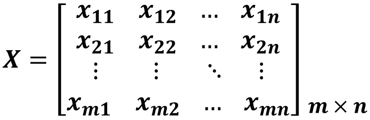 x₁₁ x₁₂ … x₁ₙ
x₂₁ x₂₂ … x₂ₙ
X = [ ⋮ ⋮ ⋱ ⋮ ]
xₘ₁ xₘ₂ … xₘₙ m × n